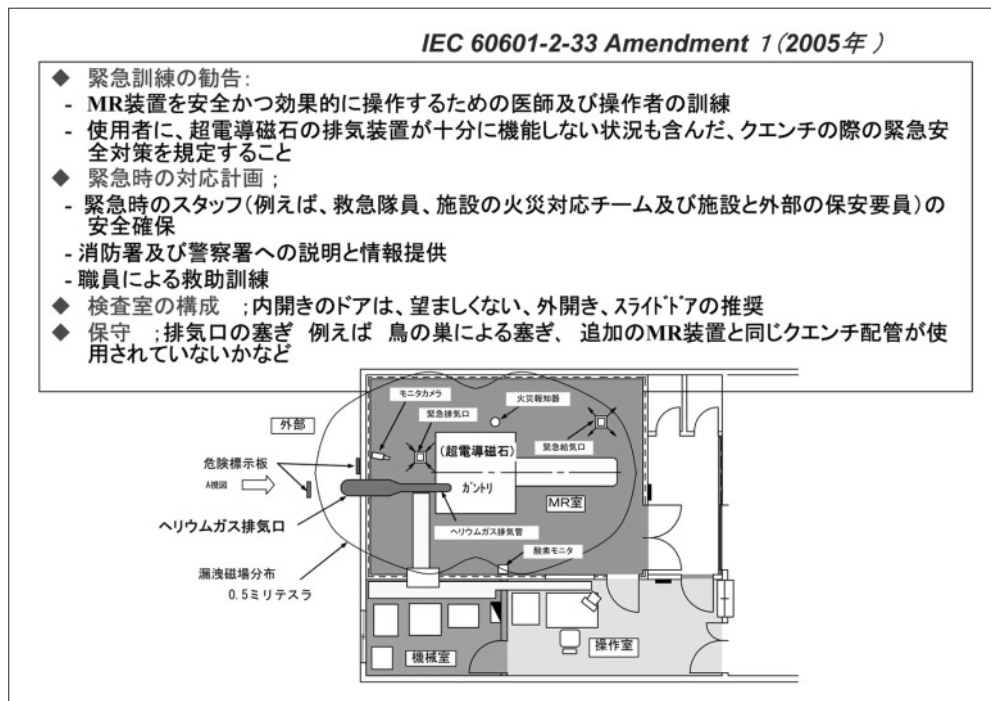 IEC 60601-2-33 Amendment 1(2005年 )
◆ 緊急訓練の勧告:
- MR装置を安全かつ効果的に操作するための医師及び操作者の訓練
- 使用者に、超電導磁石の排気装置が十分に機能しない状況も含んだ、クエンチの際の緊急安
全対策を規定すること
◆ 緊急時の対応計画 ;
- 緊急時のスタッフ(例えば、救急隊員、施設の火災対応チーム及び施設と外部の保安要員)の
安全確保
- 消防署及び警察署への説明と情報提供
- 職員による救助訓練
◆ 検査室の構成 ;内開きのドアは、望ましくない、外開き、ｽﾗｲﾄﾞﾄﾞｱの推奨
◆ 保守 ;排気口の塞ぎ 例えば 鳥の巣による塞ぎ、 追加のMR装置と同じクエンチ配管が使
用されていないかなど
モニタカメラ
火災報知器
緊急排気口
外部
緊急給気口
(超電導磁石)
危険標示板
A視図
ｶﾞﾝﾄﾘ
MR室
ヘリウムガス排気口
ヘリウムガス排気管
酸素モニタ
漏洩磁場分布
0.5ミリテスラ
操作室
機械室